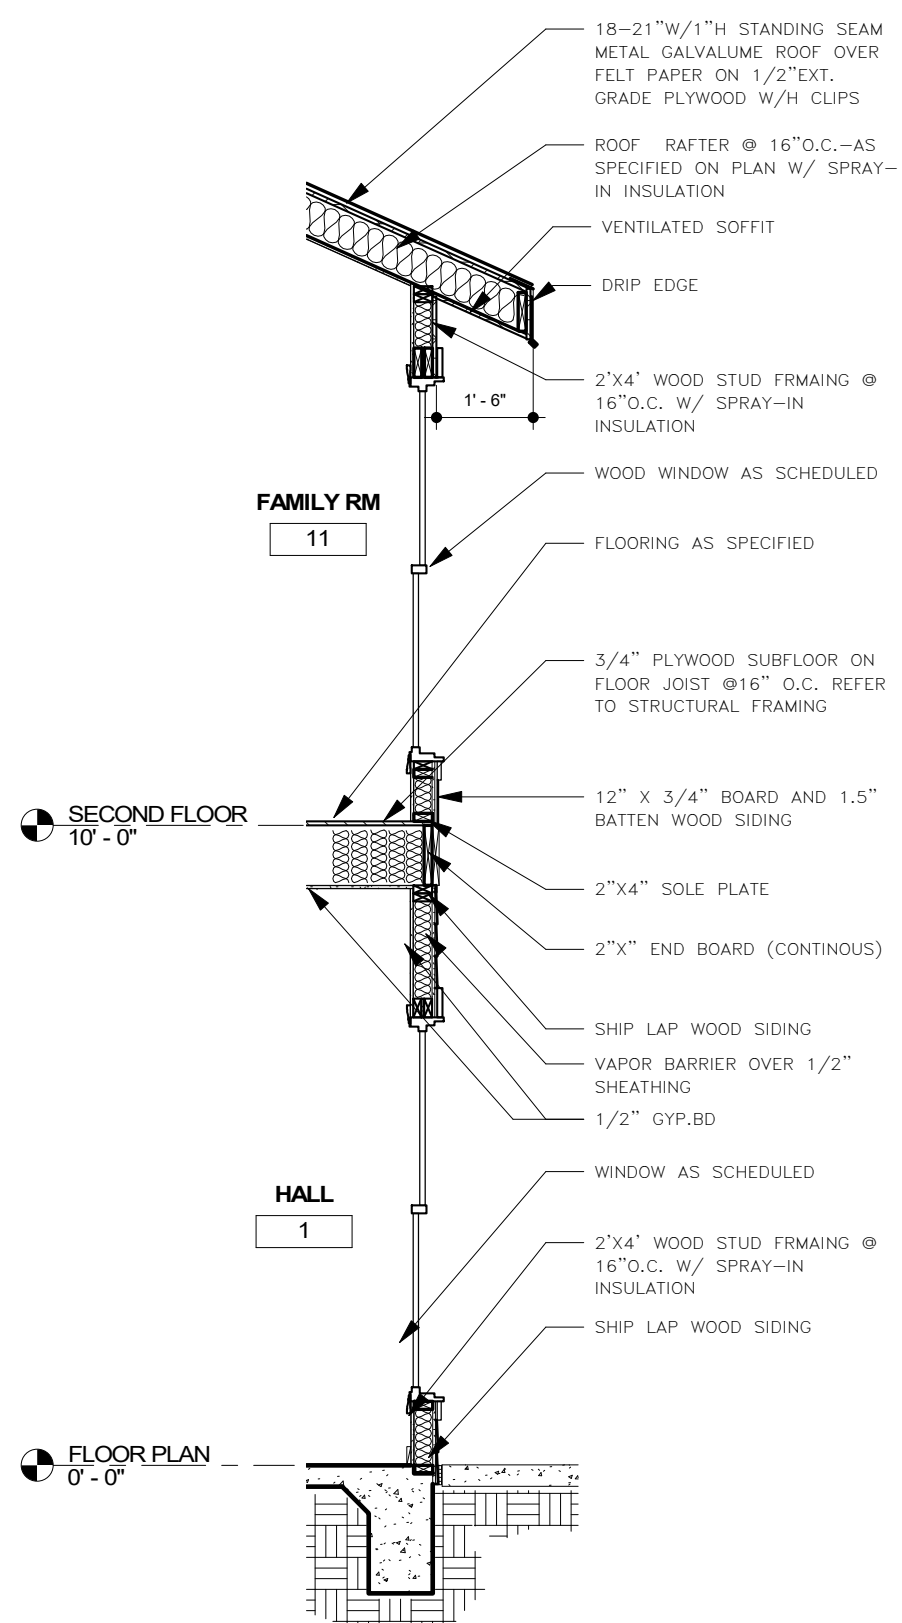 18–21”W/1”H STANDING SEAM
METAL GALVALUME ROOF OVER
FELT PAPER ON 1/2”EXT.
GRADE PLYWOOD W/H CLIPS
ROOF RAFTER @ 16”O.C.–AS
SPECIFIED ON PLAN W/ SPRAY–
IN INSULATION
VENTILATED SOFFIT
DRIP EDGE
2’X4’ WOOD STUD FRMAING @
16”O.C. W/ SPRAY–IN
INSULATION
1' - 6"
WOOD WINDOW AS SCHEDULED
FAMILY RM
11
FLOORING AS SPECIFIED
3/4” PLYWOOD SUBFLOOR ON
FLOOR JOIST @16” O.C. REFER
TO STRUCTURAL FRAMING
12” X 3/4” BOARD AND 1.5”
BATTEN WOOD SIDING
SECOND FLOOR
10' - 0"
2”X4” SOLE PLATE
2”X” END BOARD (CONTINOUS)
SHIP LAP WOOD SIDING
VAPOR BARRIER OVER 1/2”
SHEATHING
1/2” GYP.BD
WINDOW AS SCHEDULED
HALL
1
2’X4’ WOOD STUD FRMAING @
16”O.C. W/ SPRAY–IN
INSULATION
SHIP LAP WOOD SIDING
FLOOR PLAN
0' - 0"